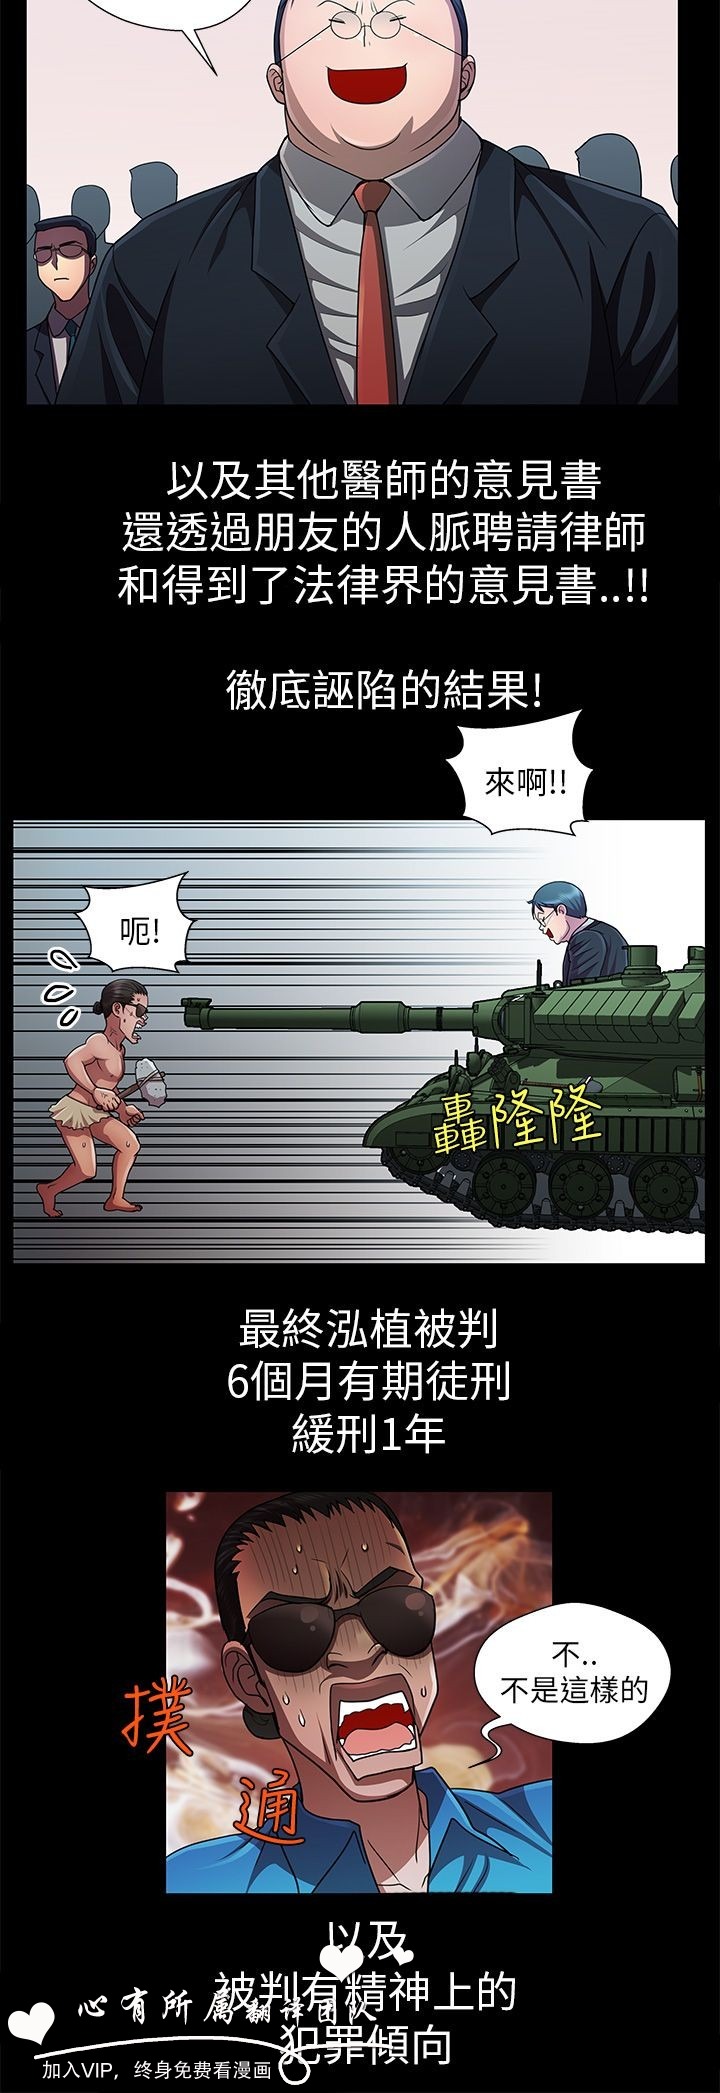 以及其他醫師的意見書
還透過朋友的人脈聘請律師
和得到了法律界的意見書..!!
徹底誣陷的結果!
來啊!!
呃!
轟隆隆
最終泓植被判
6個月有期徒刑
緩刑1年
不..
不是這樣的
撲
通
以及
被判有精神上的
犯罪傾向
心有所属翻译团队
加入VIP，终身免费看漫画